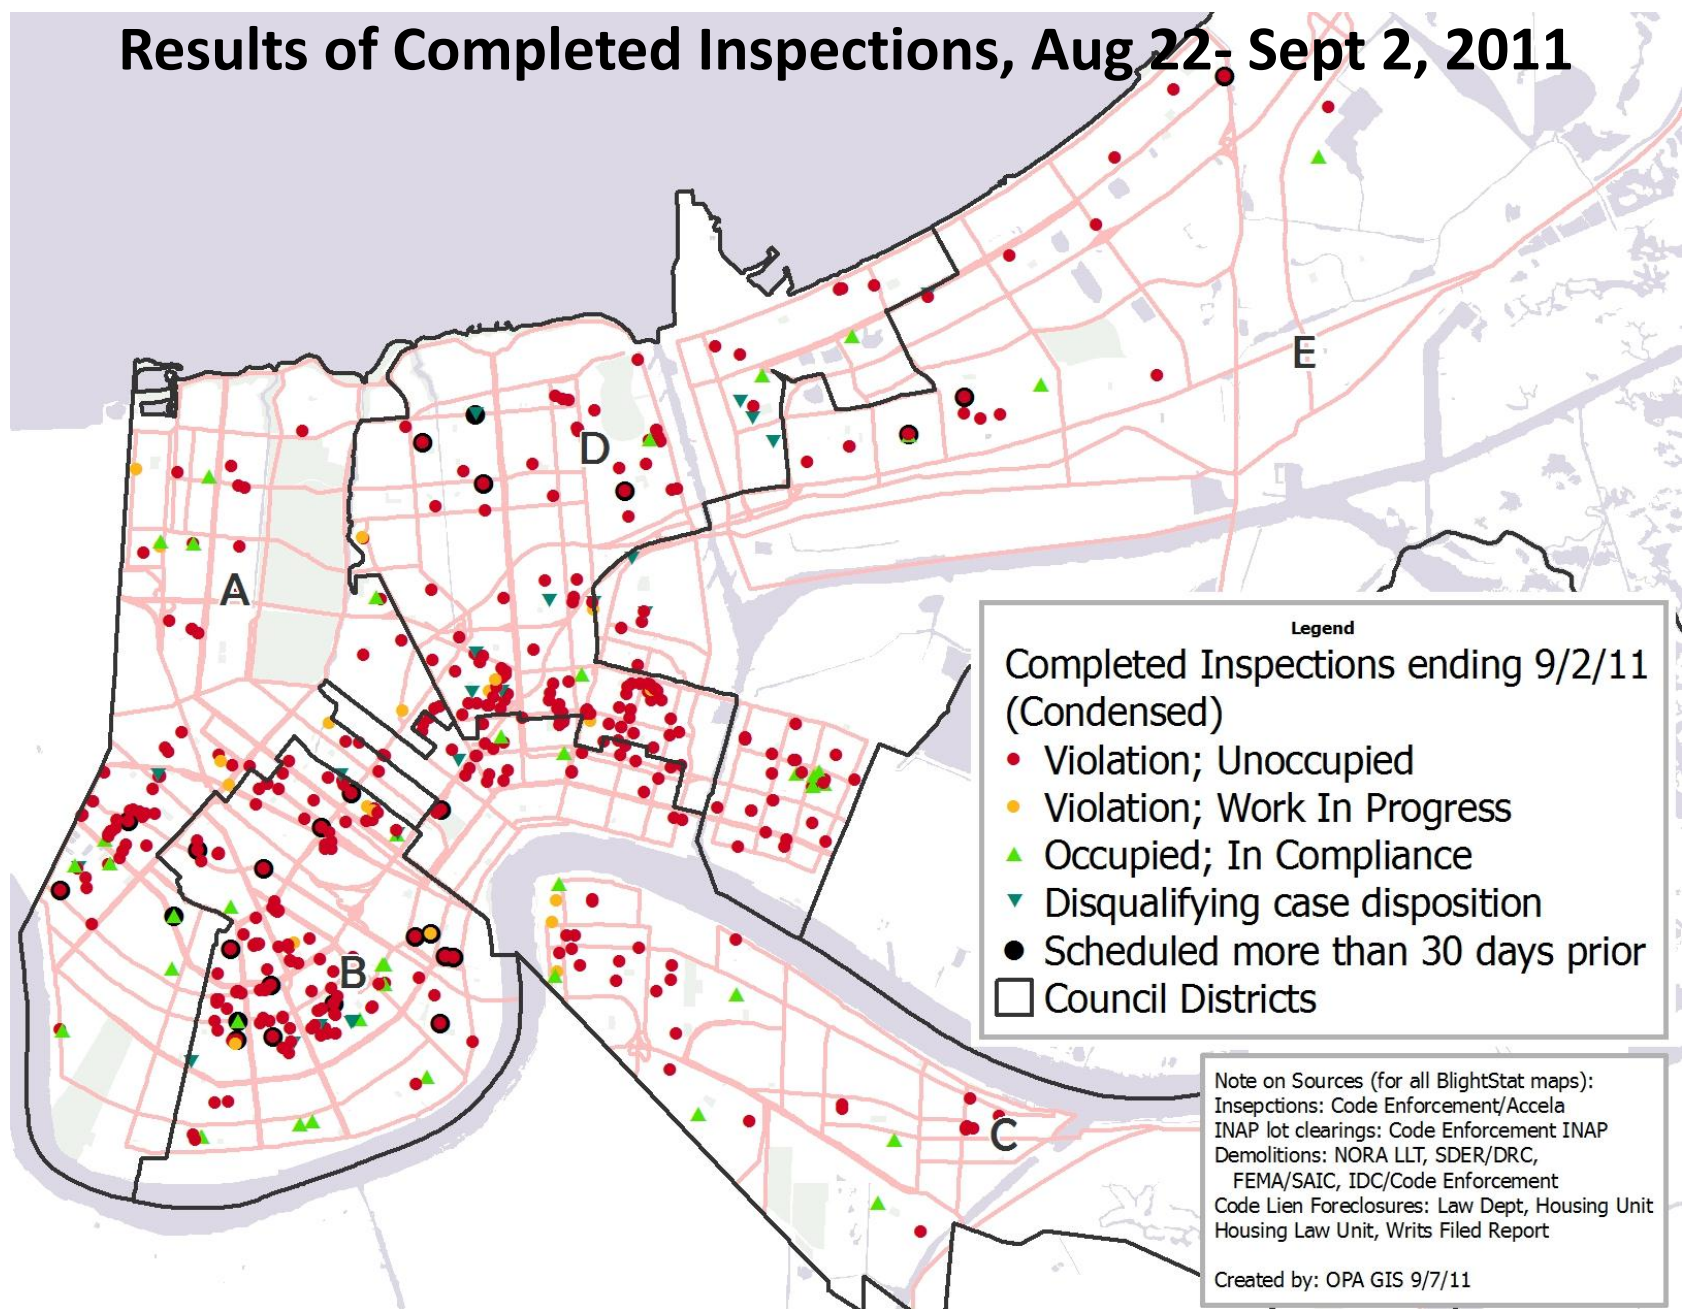 Results of Completed Inspections, Aug 22- Sept 2, 2011
E
D
A
B
C
Legend
Completed Inspections ending 9/2/11
(Condensed)
Violation; Unoccupied
Violation; Work In Progress
Occupied; In Compliance
Disqualifying case disposition
Scheduled more than 30 days prior
Council Districts
Note on Sources (for all BlightStat maps):
Insepctions: Code Enforcement/Accela
INAP lot clearings: Code Enforcement INAP
Demolitions: NORA LLT, SDER/DRC,
FEMA/SAIC, IDC/Code Enforcement
Code Lien Foreclosures: Law Dept, Housing Unit
Housing Law Unit, Writs Filed Report
Created by: OPA GIS 9/7/11